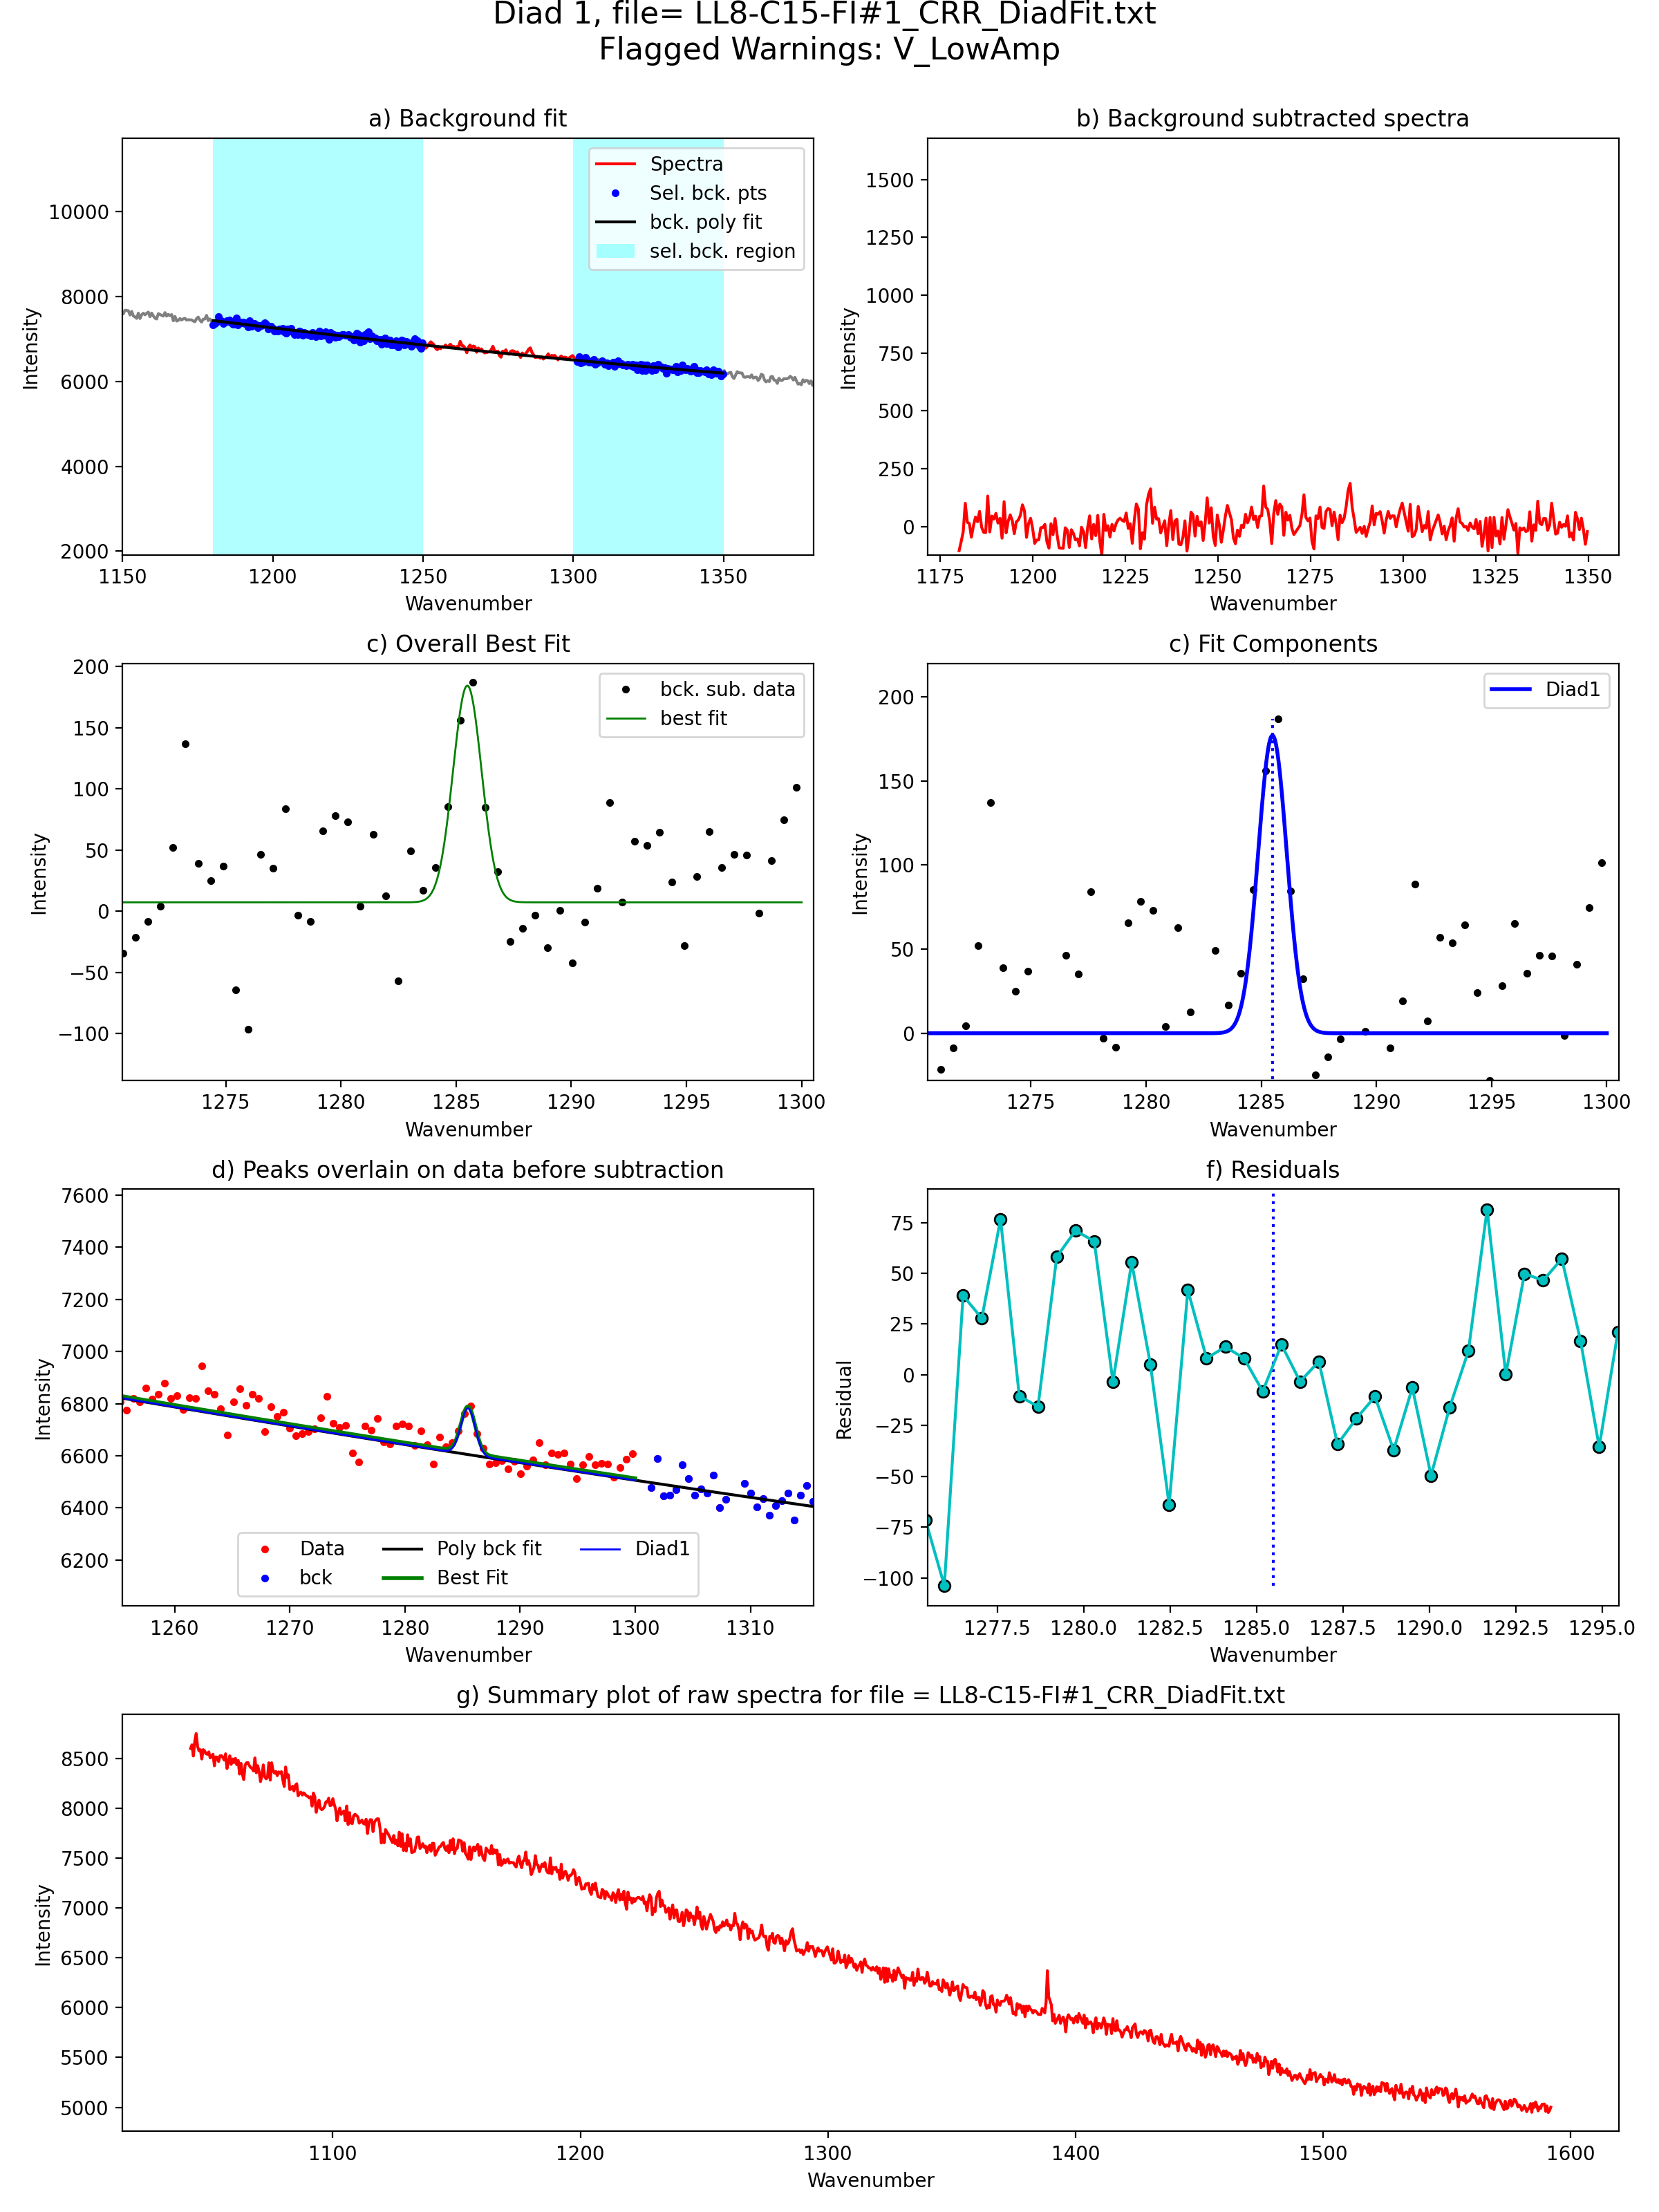 Diad 1, file= LL8-C15-FI#1_CRR_DiadFit.txt
Flagged Warnings: V_LowAmp
a) Background fit
Intensity
10000
8000
6000
4000
2000
Spectra
Sel. bck. pts
bck. poly fit
sel. bck. region
1150 1200 1250 1300 1350
Wavenumber
b) Background subtracted spectra
Intensity
1500
1250
1000
750
500
250
0
1175 1200 1225 1250 1275 1300 1325 1350
Wavenumber
c) Overall Best Fit
Intensity
200
150
100
50
0
−50
−100
bck. sub. data
best fit
1275 1280 1285 1290 1295 1300
Wavenumber
c) Fit Components
Intensity
200
150
100
50
0
Diad1
1275 1280 1285 1290 1295 1300
Wavenumber
d) Peaks overlain on data before subtraction
Intensity
7600
7400
7200
7000
6800
6600
6400
6200
Data Poly bck fit Diad1
bck Best Fit
1260 1270 1280 1290 1300 1310
Wavenumber
f) Residuals
Residual
75
50
25
0
−25
−50
−75
−100
1277.5 1280.0 1282.5 1285.0 1287.5 1290.0 1292.5 1295.0
Wavenumber
g) Summary plot of raw spectra for file = LL8-C15-FI#1_CRR_DiadFit.txt
Intensity
8500
8000
7500
7000
6500
6000
5500
5000
1100 1200 1300 1400 1500 1600
Wavenumber